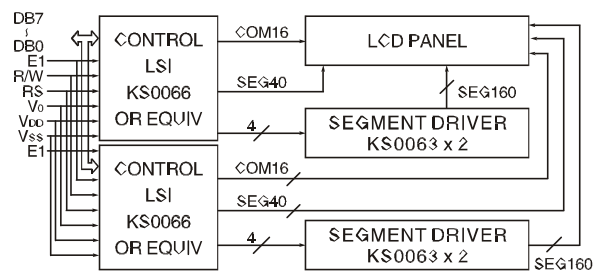 DB7
~
DB0
E1
R/W
RS
V0
VDD
VSS
E1
CONTROL
LSI
KS0066
OR EQUIV
COM16
SEG40
4
LCD PANEL
SEG160
SEGMENT DRIVER
KS0063 x 2
CONTROL
LSI
KS0066
OR EQUIV
COM16
SEG40
4
SEGMENT DRIVER
KS0063 x 2
SEG160